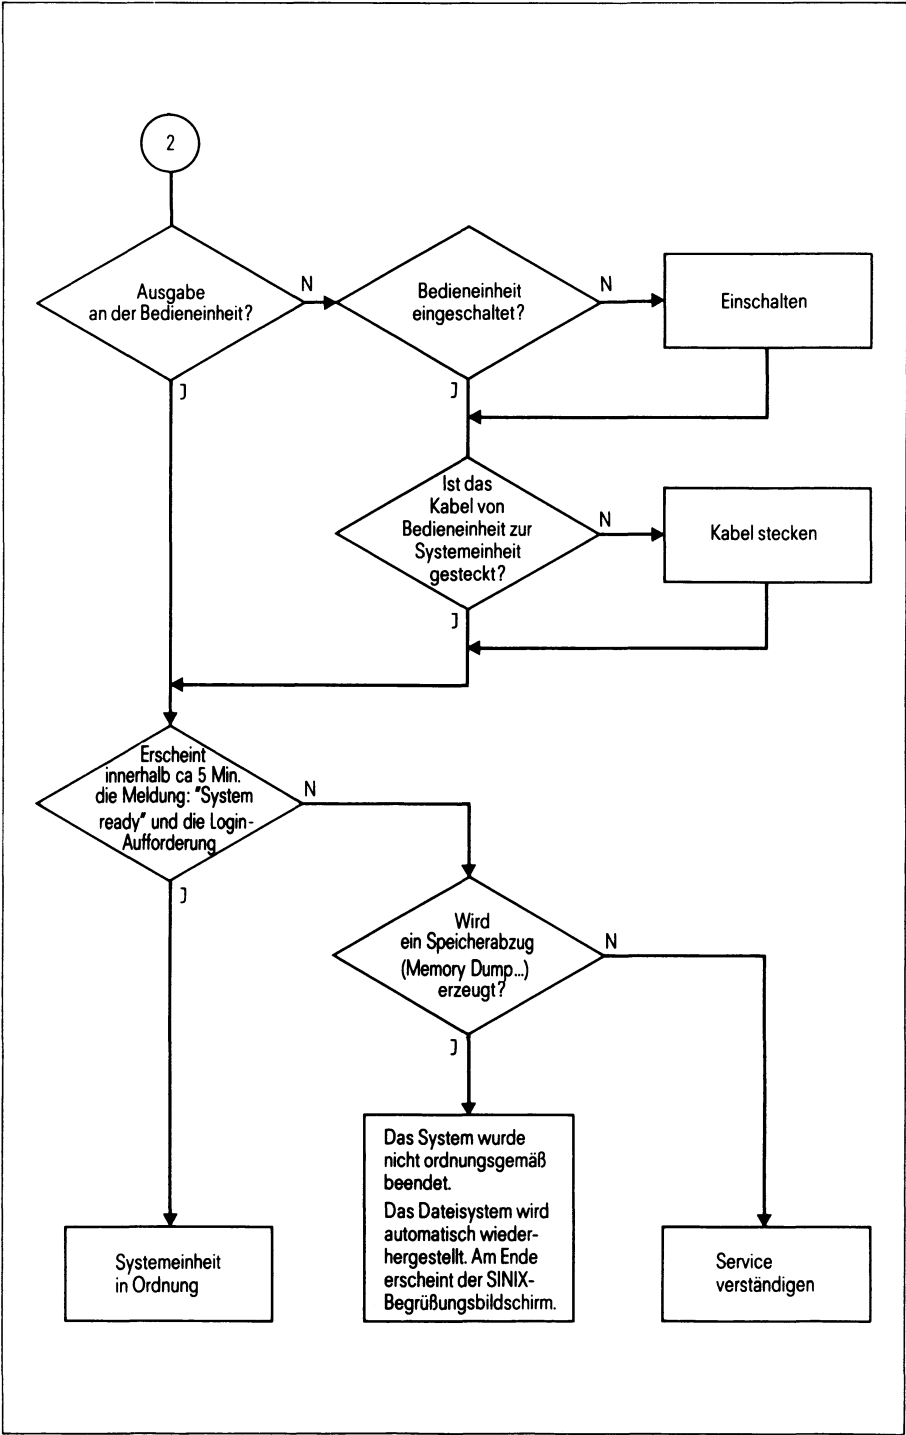 2
Ausgabe
an der Bedieneinheit?
N
J
Bedieneinheit
eingeschaltet?
N
J
Einschalten
Ist das
Kabel von
Bedieneinheit zur
Systemeinheit
gesteckt?
N
J
Kabel stecken
Erscheint
innerhalb ca 5 Min.
die Meldung: "System
ready" und die Login-
Aufforderung
N
J
Wird
ein Speicherabzug
(Memory Dump...)
erzeugt?
N
J
Systemeinheit
in Ordnung
Das System wurde
nicht ordnungsgemäß
beendet.
Das Dateisystem wird
automatisch wieder-
hergestellt. Am Ende
erscheint der SINIX-
Begrüßungsbildschirm.
Service
verständigen